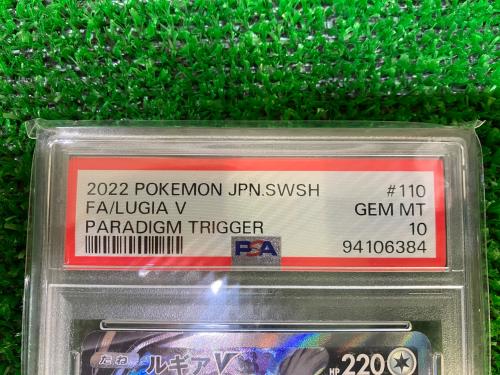 2022 POKEMON JPN.SWSH #110
FA/LUGIA V GEM MT
PARADIGM TRIGGER 10
PSA 94106384
たね ルギアV HP 220